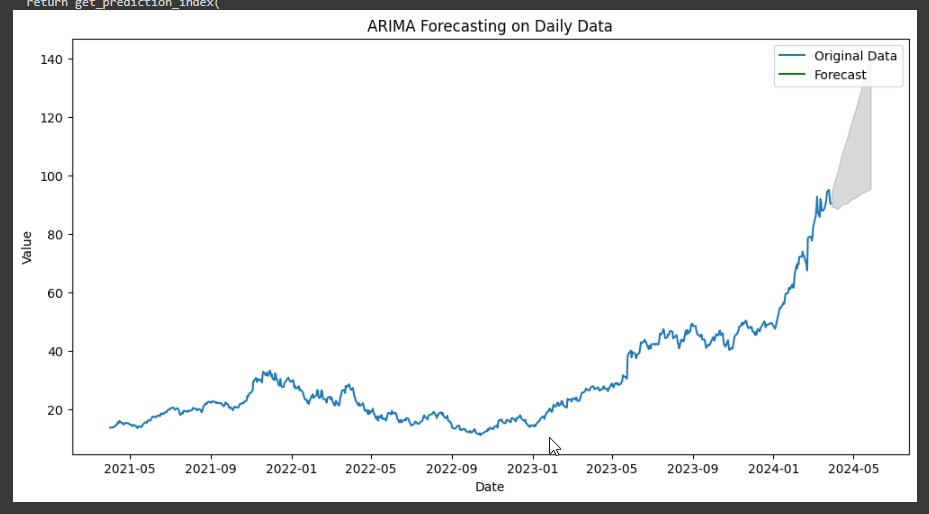 return get_prediction_index(
ARIMA Forecasting on Daily Data
Original Data
Forecast
140
120
100
80
60
40
20
Value
2021-05 2021-09 2022-01 2022-05 2022-09 2023-01 2023-05 2023-09 2024-01 2024-05
Date